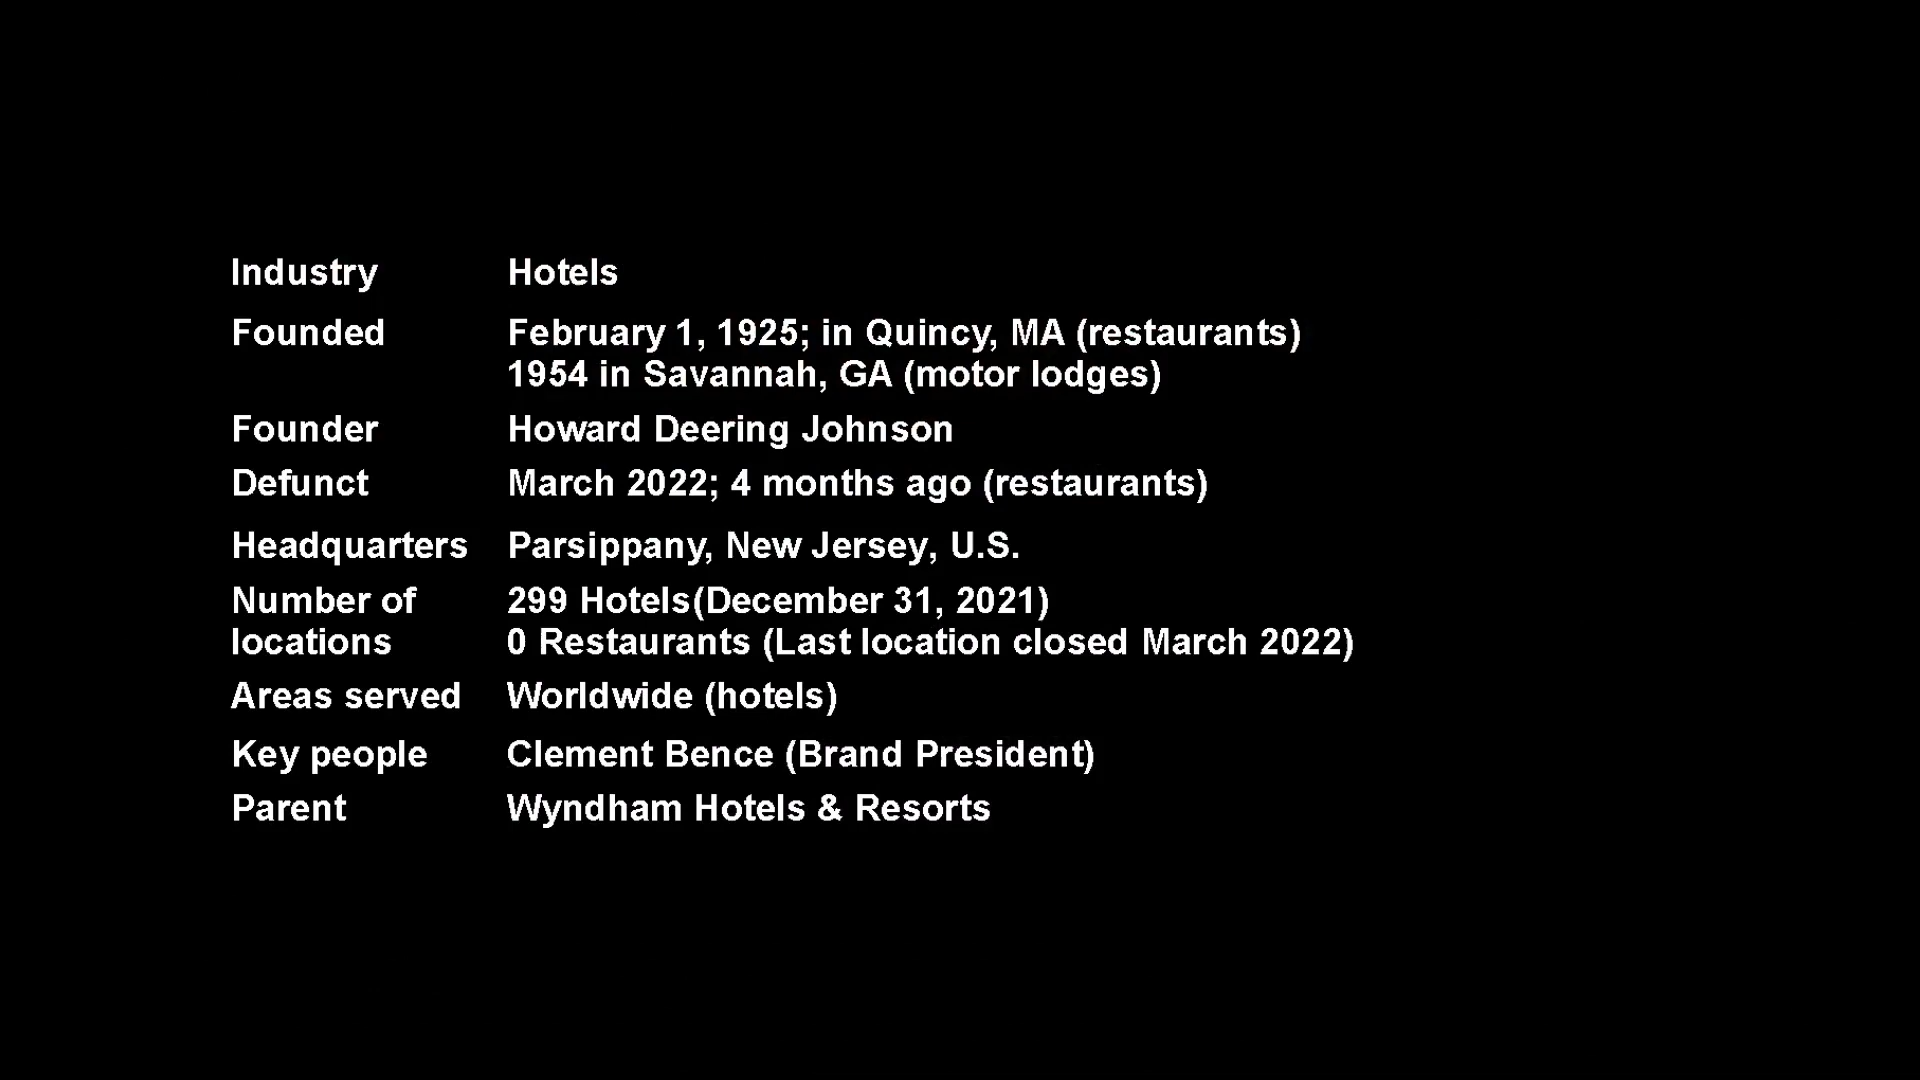 Industry Hotels
Founded February 1, 1925; in Quincy, MA (restaurants)
1954 in Savannah, GA (motor lodges)
Founder Howard Deering Johnson
Defunct March 2022; 4 months ago (restaurants)
Headquarters Parsippany, New Jersey, U.S.
Number of 299 Hotels(December 31, 2021)
locations 0 Restaurants (Last location closed March 2022)
Areas served Worldwide (hotels)
Key people Clement Bence (Brand President)
Parent Wyndham Hotels & Resorts